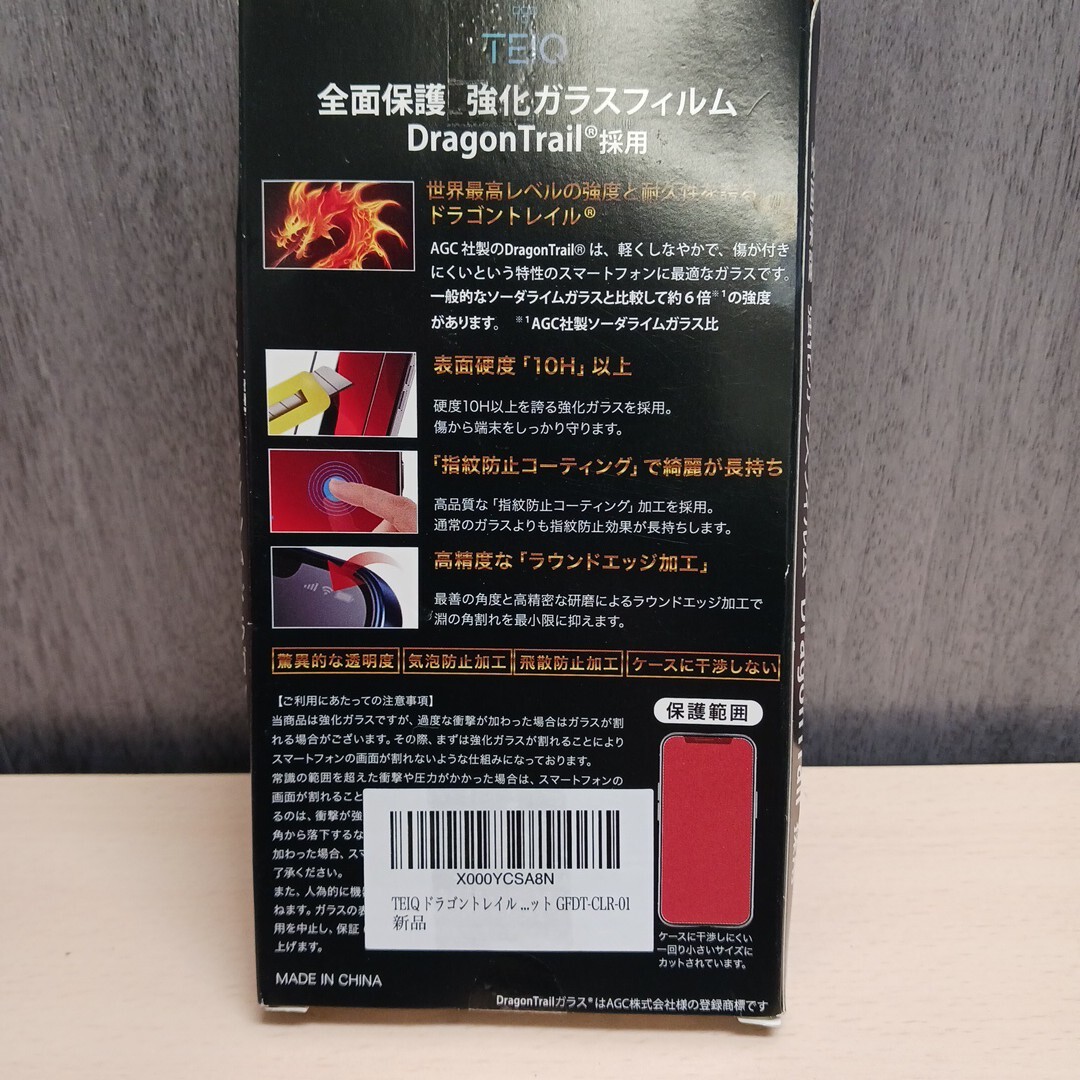 TEIQ
全面保護 強化ガラスフィルム
DragonTrail®採用
世界最高レベルの強度と耐久性を誇る
ドラゴントレイル®
AGC 社製のDragonTrail® は、軽くしなやかで、傷が付き
にくいという特性のスマートフォンに最適なガラスです。
一般的なソーダライムガラスと比較して約6倍※1の強度
があります。 ※1 AGC社製ソーダライムガラス比
表面硬度「10H」以上
硬度10H以上を誇る強化ガラスを採用。
傷から端末をしっかり守ります。
「指紋防止コーティング」で綺麗が長持ち
高品質な「指紋防止コーティング」加工を採用。
通常のガラスよりも指紋防止効果が長持ちします。
高精度な「ラウンドエッジ加工」
最善の角度と高精密な研磨によるラウンドエッジ加工で
淵の角割れを最小限に抑えます。
驚異的な透明度 気泡防止加工 飛散防止加工 ケースに干渉しない
【ご利用にあたっての注意事項】
当商品は強化ガラスですが、過度な衝撃が加わった場合はガラスが割
れる場合がございます。その際、まずは強化ガラスが割れることにより
スマートフォンの画面が割れないような仕組みになっております。
常識の範囲を超えた衝撃や圧力がかかった場合は、スマートフォンの
画面が割れること
るのは、衝撃が強
角から落下するな
加わった場合、スマ
了承ください。
また、人為的に機
ねます。ガラスの表
用を中止し、保証
上げます。
保護範囲
ケースに干渉しにくい
一回り小さいサイズに
カットされています。
X000YCSA8N
TEIQ ドラゴントレイル ...ット GFDT-CLR-01
新品
MADE IN CHINA
DragonTrailガラス®はAGC株式会社様の登録商標です